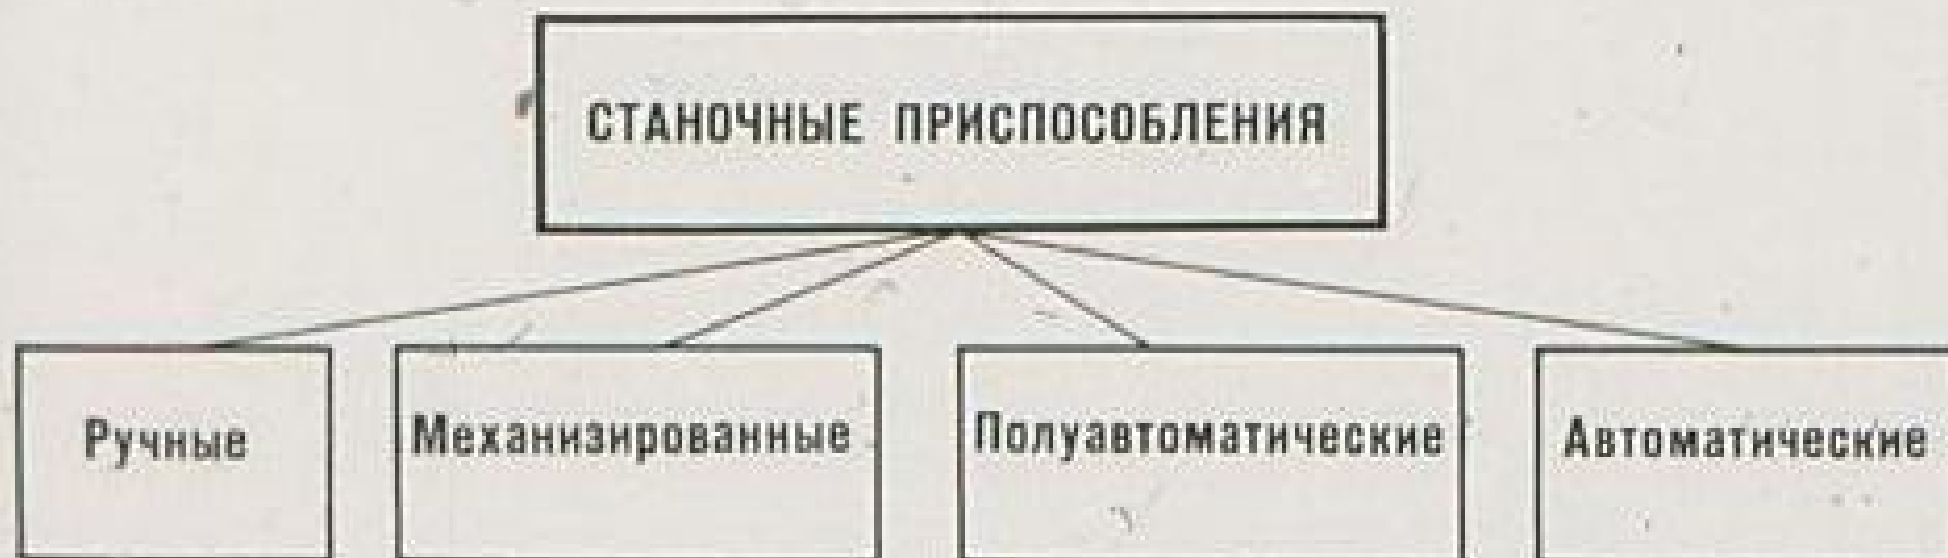 СТАНОЧНЫЕ ПРИСПОСОБЛЕНИЯ
Ручные
Механизированные
Полуавтоматические
Автоматические